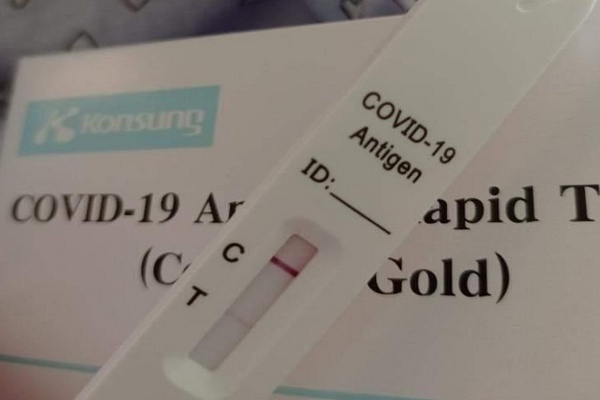 Konsung
COVID-19 Ar
apid T
(C
Gold)
COVID-19
Antigen
ID:
C
T